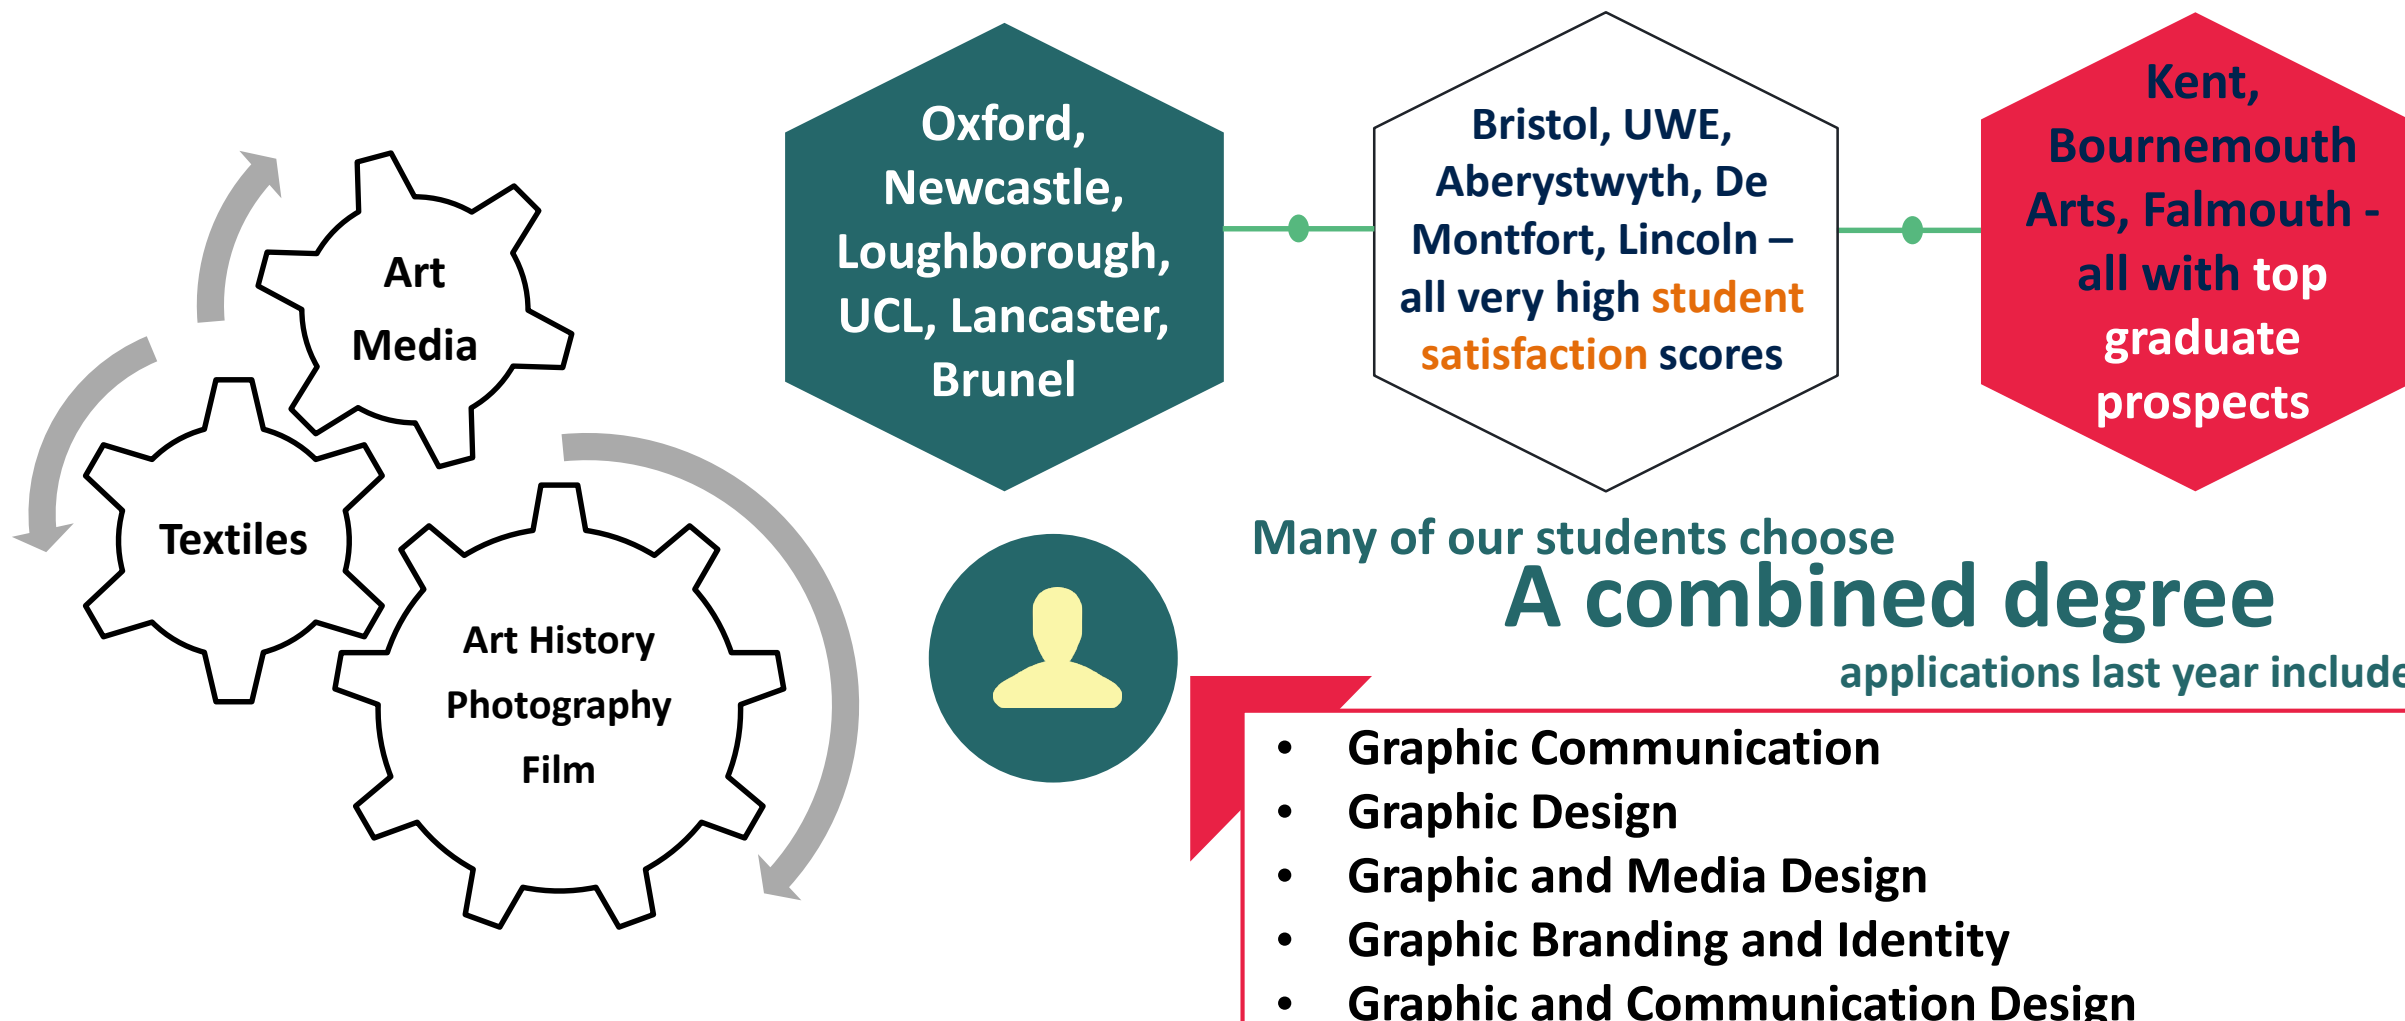 Art
Media
Textiles
Art History
Photography
Film
Oxford,
Newcastle,
Loughborough,
UCL, Lancaster,
Brunel
Bristol, UWE,
Aberystwyth, De
Montfort, Lincoln –
all very high student
satisfaction scores
Kent,
Bournemouth
Arts, Falmouth -
all with top
graduate
prospects
Many of our students choose
A combined degree
applications last year include
• Graphic Communication
• Graphic Design
• Graphic and Media Design
• Graphic Branding and Identity
• Graphic and Communication Design